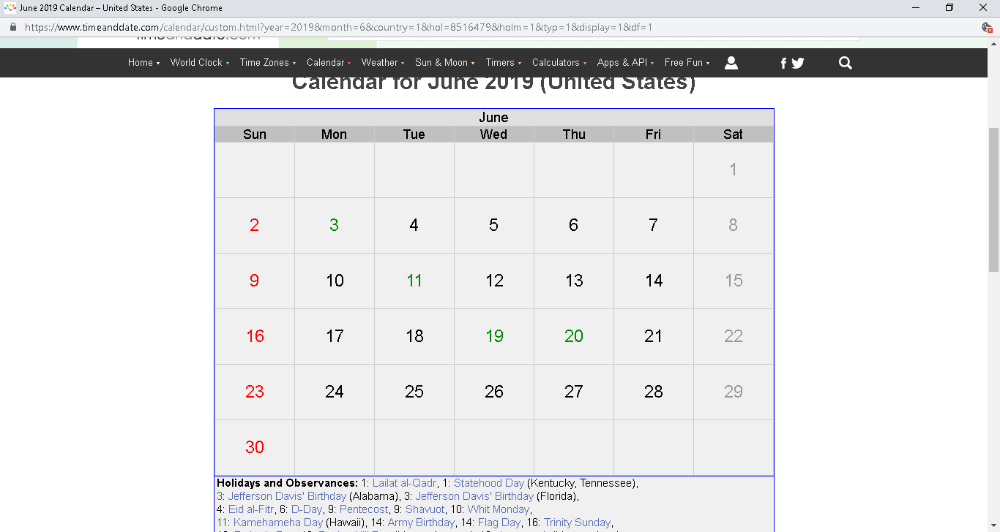 June 2019 Calendar – United States - Google Chrome
https://www.timeanddate.com/calendar/custom.html?year=2019&month=6&country=1&hol=8516479&holm=1&typ=1&display=1&df=1
timeanddate.com
Home World Clock Time Zones Calendar Weather Sun & Moon Timers Calculators Apps & API Free Fun
Calendar for June 2019 (United States)
June
Sun Mon Tue Wed Thu Fri Sat
1
2 3 4 5 6 7 8
9 10 11 12 13 14 15
16 17 18 19 20 21 22
23 24 25 26 27 28 29
30
Holidays and Observances: 1: Lailat al-Qadr, 1: Statehood Day (Kentucky, Tennessee),
3: Jefferson Davis' Birthday (Alabama), 3: Jefferson Davis' Birthday (Florida),
4: Eid al-Fitr, 6: D-Day, 9: Pentecost, 9: Shavuot, 10: Whit Monday,
11: Kamehameha Day (Hawaii), 14: Army Birthday, 14: Flag Day, 16: Trinity Sunday,